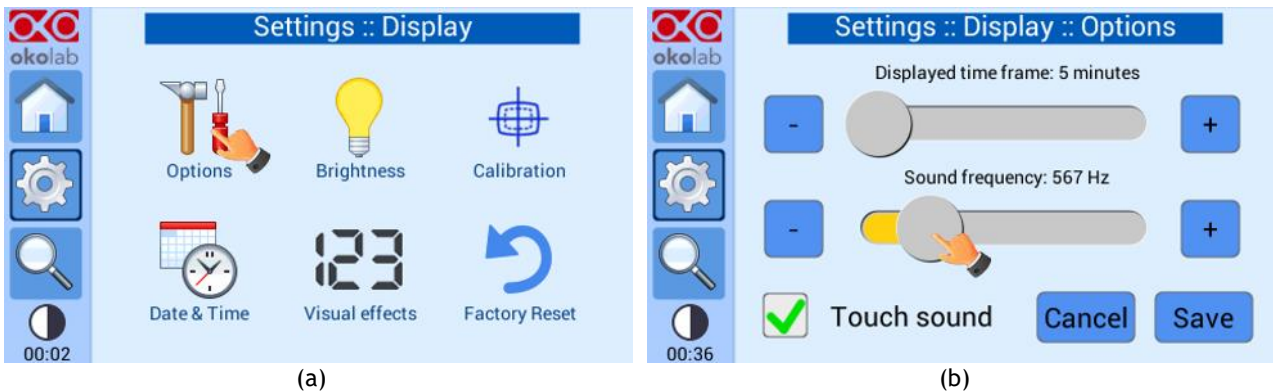 okolab
Settings :: Display
Options
Brightness
Calibration
Date & Time
123
Visual effects
Factory Reset
00:02
(a)
okolab
Settings :: Display :: Options
Displayed time frame: 5 minutes
-
+
Sound frequency: 567 Hz
-
+
Touch sound
Cancel
Save
00:36
(b)